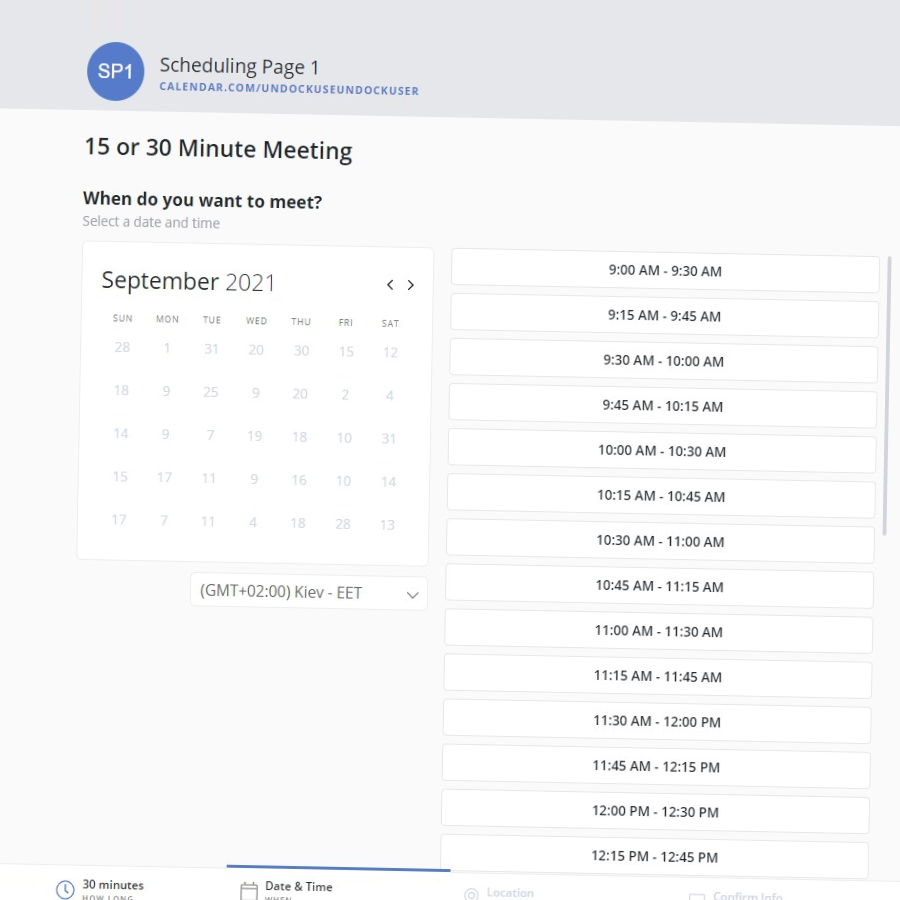 SP1
Scheduling Page 1
CALENDAR.COM/UNDOCKUSEUNDOCKUSER
15 or 30 Minute Meeting
When do you want to meet?
Select a date and time
September 2021
SUN MON TUE WED THU FRI SAT
28 1 31 20 30 15 12
18 9 25 9 20 2 4
14 9 7 19 18 10 31
15 17 11 9 16 10 14
17 7 11 4 18 28 13
(GMT+02:00) Kiev - EET
9:00 AM - 9:30 AM
9:15 AM - 9:45 AM
9:30 AM - 10:00 AM
9:45 AM - 10:15 AM
10:00 AM - 10:30 AM
10:15 AM - 10:45 AM
10:30 AM - 11:00 AM
10:45 AM - 11:15 AM
11:00 AM - 11:30 AM
11:15 AM - 11:45 AM
11:30 AM - 12:00 PM
11:45 AM - 12:15 PM
12:00 PM - 12:30 PM
12:15 PM - 12:45 PM
30 minutes
HOW LONG
Date & Time
WHEN
Location
Confirm Info